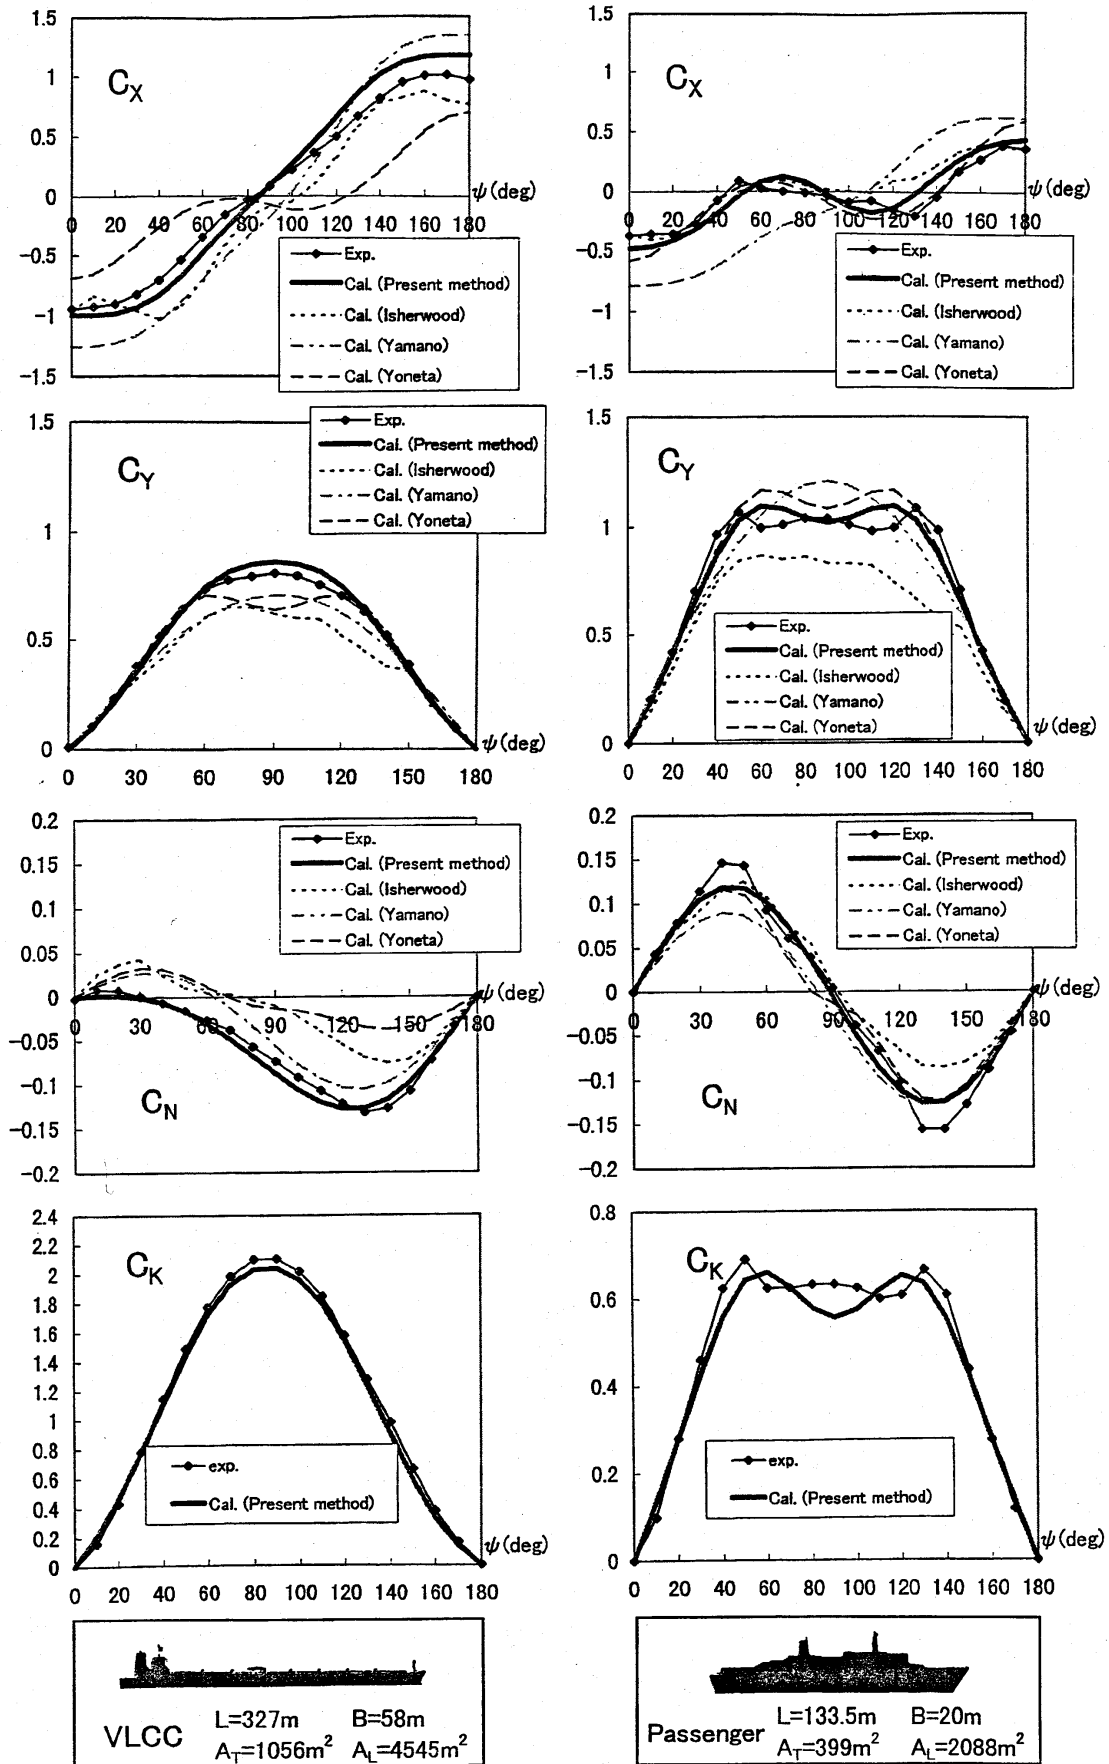 1.5
1
0.5
0
-0.5
-1
-1.5
C_X
ψ(deg)
0 20 40 60 80 100 120 140 160 180
Exp.
Cal. (Present method)
Cal. (Isherwood)
Cal. (Yamano)
Cal. (Yoneta)
1.5
1
0.5
0
-0.5
-1
-1.5
C_X
ψ(deg)
0 20 40 60 80 100 120 140 160 180
Exp.
Cal. (Present method)
Cal. (Isherwood)
Cal. (Yamano)
Cal. (Yoneta)
1.5
1
0.5
0
C_Y
Exp.
Cal. (Present method)
Cal. (Isherwood)
Cal. (Yamano)
Cal. (Yoneta)
ψ(deg)
0 30 60 90 120 150 180
1.5
1
0.5
0
C_Y
Exp.
Cal. (Present method)
Cal. (Isherwood)
Cal. (Yamano)
Cal. (Yoneta)
ψ(deg)
0 20 40 60 80 100 120 140 160 180
0.2
0.15
0.1
0.05
0
-0.05
-0.1
-0.15
-0.2
Exp.
Cal. (Present method)
Cal. (Isherwood)
Cal. (Yamano)
Cal. (Yoneta)
ψ(deg)
0 30 60 90 120 150 180
C_N
0.2
0.15
0.1
0.05
0
-0.05
-0.1
-0.15
-0.2
Exp.
Cal. (Present method)
Cal. (Isherwood)
Cal. (Yamano)
Cal. (Yoneta)
ψ(deg)
0 30 60 90 120 150 180
C_N
2.4
2.2
2
1.8
1.6
1.4
1.2
1
0.8
0.6
0.4
0.2
0
C_K
exp.
Cal. (Present method)
ψ(deg)
0 20 40 60 80 100 120 140 160 180
0.8
0.6
0.4
0.2
0
C_K
exp.
Cal. (Present method)
ψ(deg)
0 20 40 60 80 100 120 140 160 180
VLCC
L=327m B=58m
A_T=1056m² A_L=4545m²
Passenger
L=133.5m B=20m
A_T=399m² A_L=2088m²